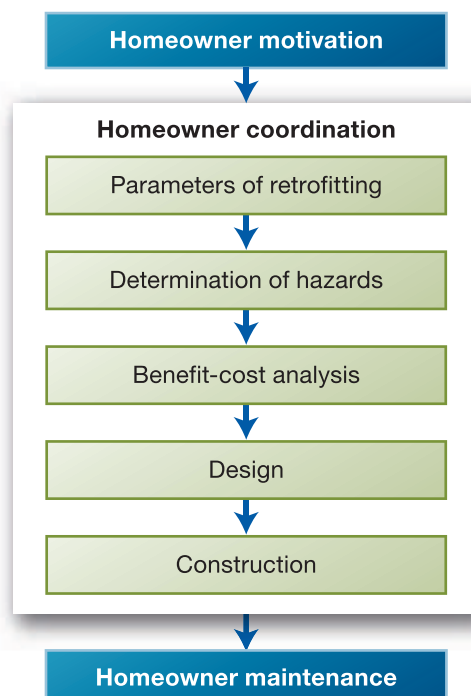 Homeowner motivation
Homeowner coordination
Parameters of retrofitting
Determination of hazards
Benefit-cost analysis
Design
Construction
Homeowner maintenance